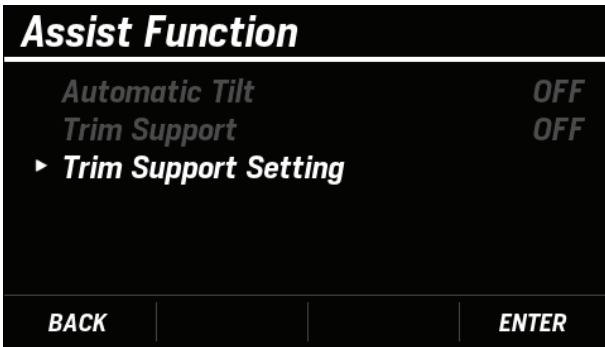 Assist Function
Automatic Tilt OFF
Trim Support OFF
Trim Support Setting
BACK ENTER